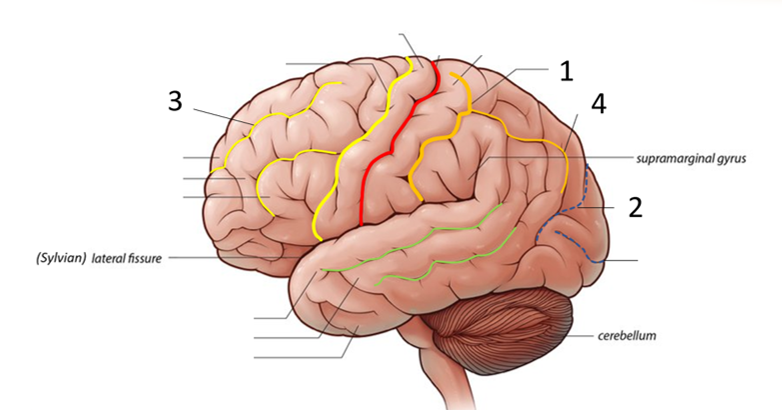 1
3
4
supramarginal gyrus
2
(Sylvian) lateral fissure
cerebellum